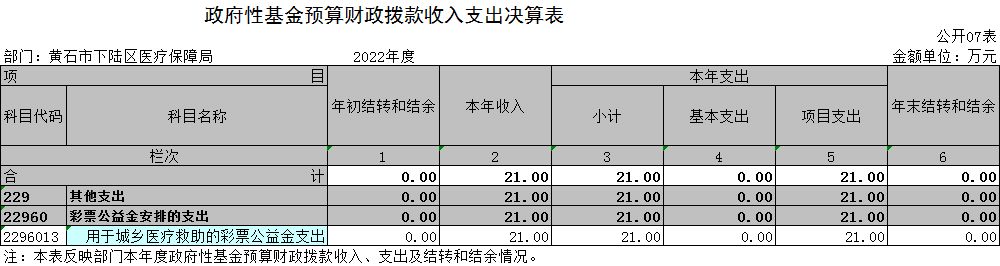 政府性基金预算财政拨款收入支出决算表
公开07表
部门：黄石市下陆区医疗保障局 2022年度 金额单位：万元
项 目 年初结转和结余 本年收入 本年支出 年末结转和结余
科目代码 科目名称 小计 基本支出 项目支出
栏次 1 2 3 4 5 6
合 计 0.00 21.00 21.00 0.00 21.00 0.00
229 其他支出 0.00 21.00 21.00 0.00 21.00 0.00
22960 彩票公益金安排的支出 0.00 21.00 21.00 0.00 21.00 0.00
2296013 用于城乡医疗救助的彩票公益金支出 0.00 21.00 21.00 0.00 21.00 0.00
注：本表反映部门本年度政府性基金预算财政拨款收入、支出及结转和结余情况。